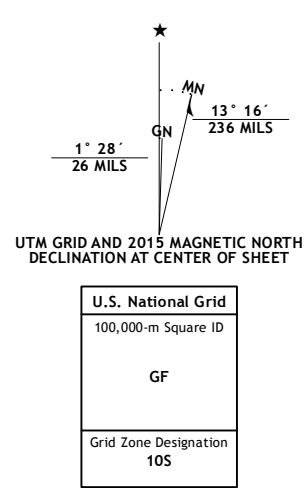 ★
MN
GN
13° 16´
236 MILS
1° 28´
26 MILS
UTM GRID AND 2015 MAGNETIC NORTH
DECLINATION AT CENTER OF SHEET
U.S. National Grid
100,000-m Square ID
GF
Grid Zone Designation
10S